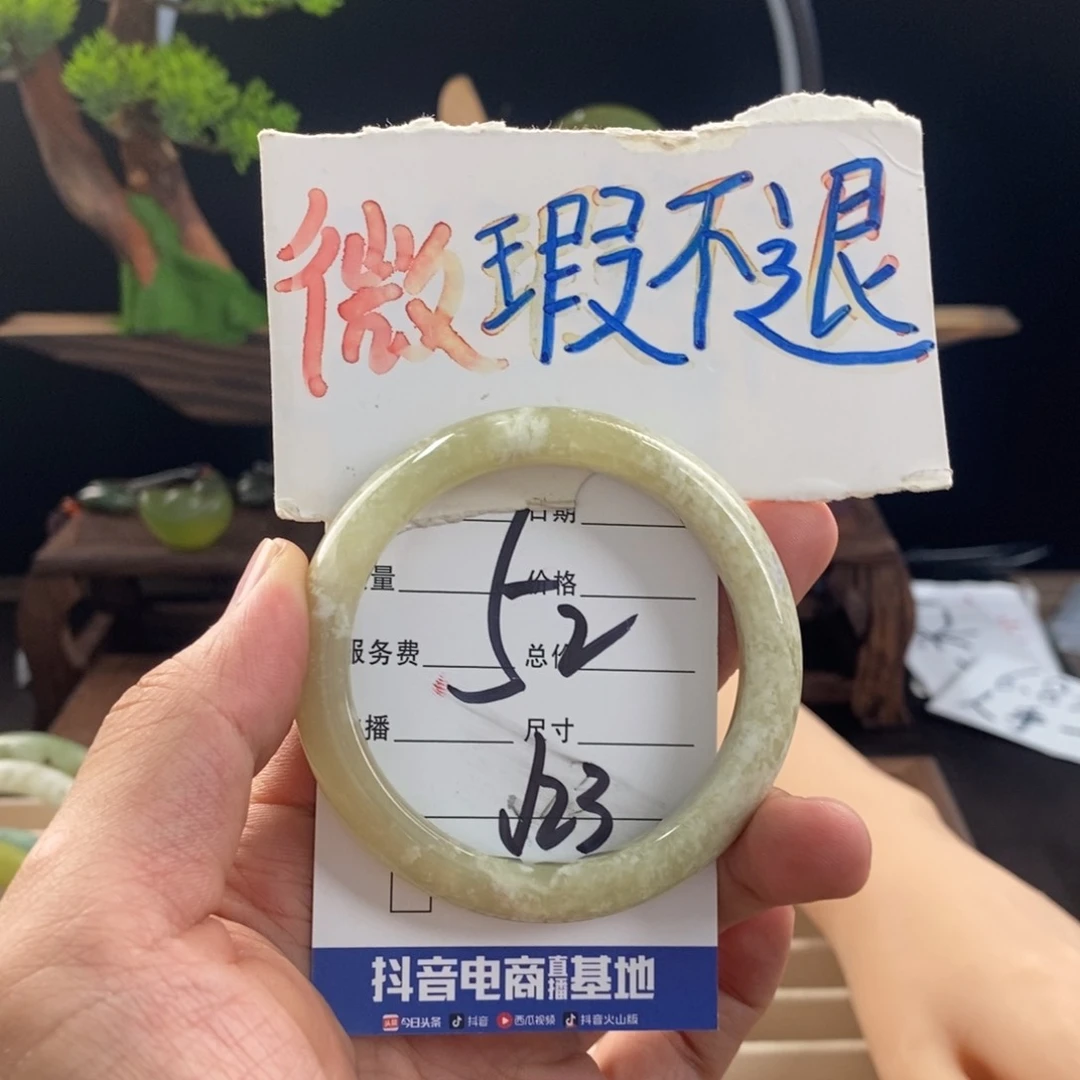 微瑕不退
日期
量 价格
52
服务费 总价
播 尺寸
抖音电商直播基地
今日头条 抖音 西瓜视频 抖音火山版